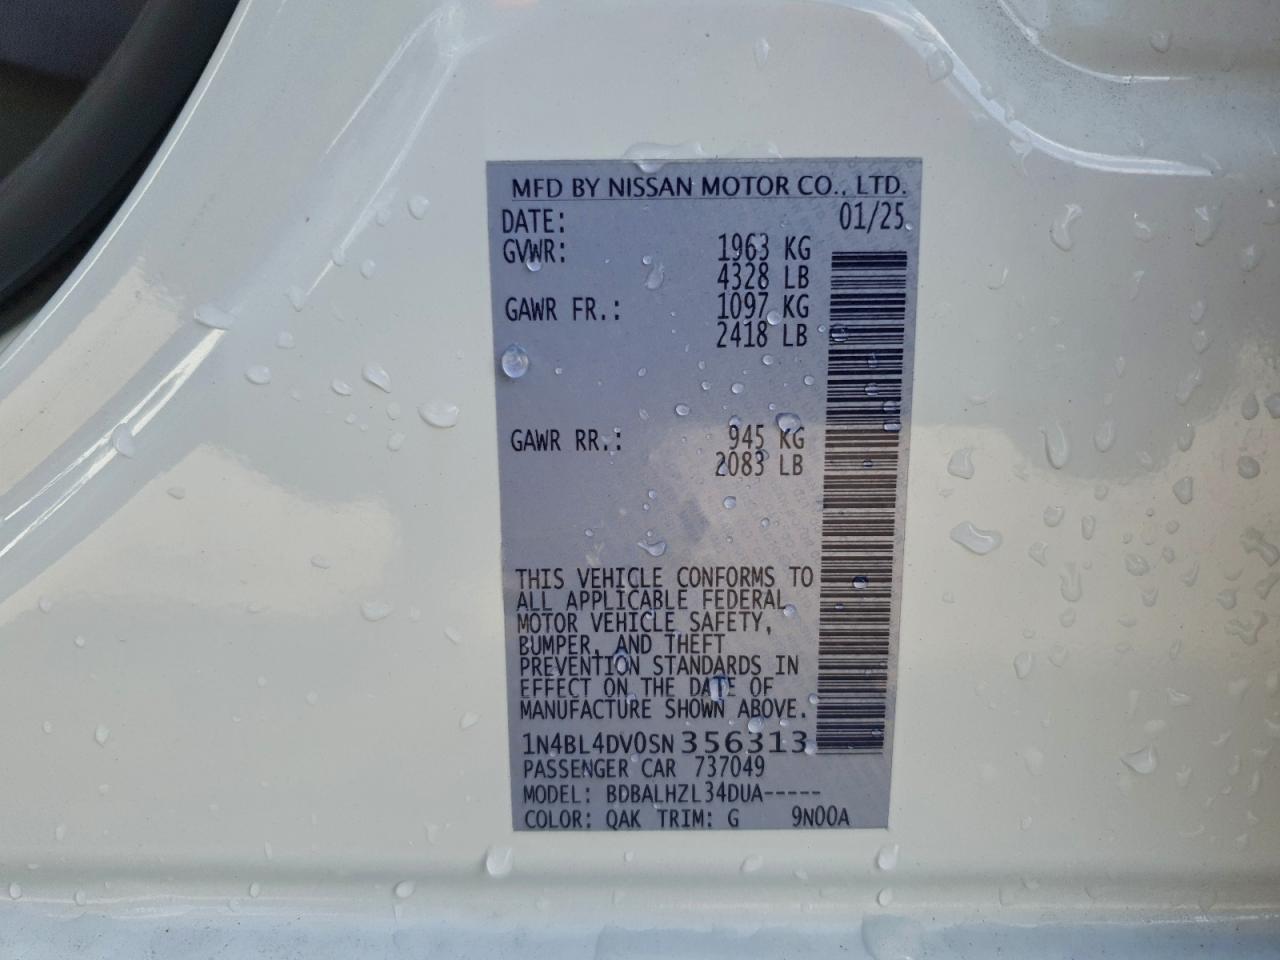 MFD BY NISSAN MOTOR CO., LTD.
DATE: 01/25
GVWR: 1963 KG
4328 LB
GAWR FR.: 1097 KG
2418 LB
GAWR RR.: 945 KG
2083 LB
THIS VEHICLE CONFORMS TO
ALL APPLICABLE FEDERAL
MOTOR VEHICLE SAFETY,
BUMPER, AND THEFT
PREVENTION STANDARDS IN
EFFECT ON THE DATE OF
MANUFACTURE SHOWN ABOVE.
1N4BL4DV0SN356313
PASSENGER CAR 737049
MODEL: BDBALHZL34DUA-----
COLOR: QAK TRIM: G 9N00A